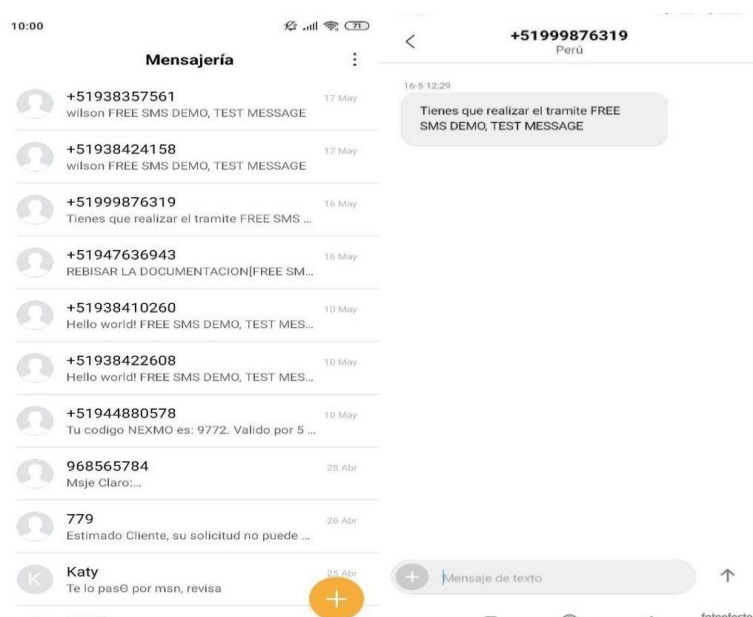 10:00
71
Mensajería
+51938357561
17 May
wilson FREE SMS DEMO, TEST MESSAGE
+51938424158
17 May
wilson FREE SMS DEMO, TEST MESSAGE
+51999876319
16 May
Tienes que realizar el tramite FREE SMS ...
+51947636943
16 May
REBISAR LA DOCUMENTACION[FREE SM...
+51938410260
10 May
Hello world! FREE SMS DEMO, TEST MES...
+51938422608
10 May
Hello world! FREE SMS DEMO, TEST MES...
+51944880578
10 May
Tu codigo NEXMO es: 9772. Valido por 5 ...
968565784
28 Abr
Msje Claro:...
779
26 Abr
Estimado Cliente, su solicitud no puede ...
K
Katy
25 Abr
Te lo pasΘ por msn, revisa
+51999876319
Perú
16-5 12:29
Tienes que realizar el tramite FREE
SMS DEMO, TEST MESSAGE
Mensaje de texto